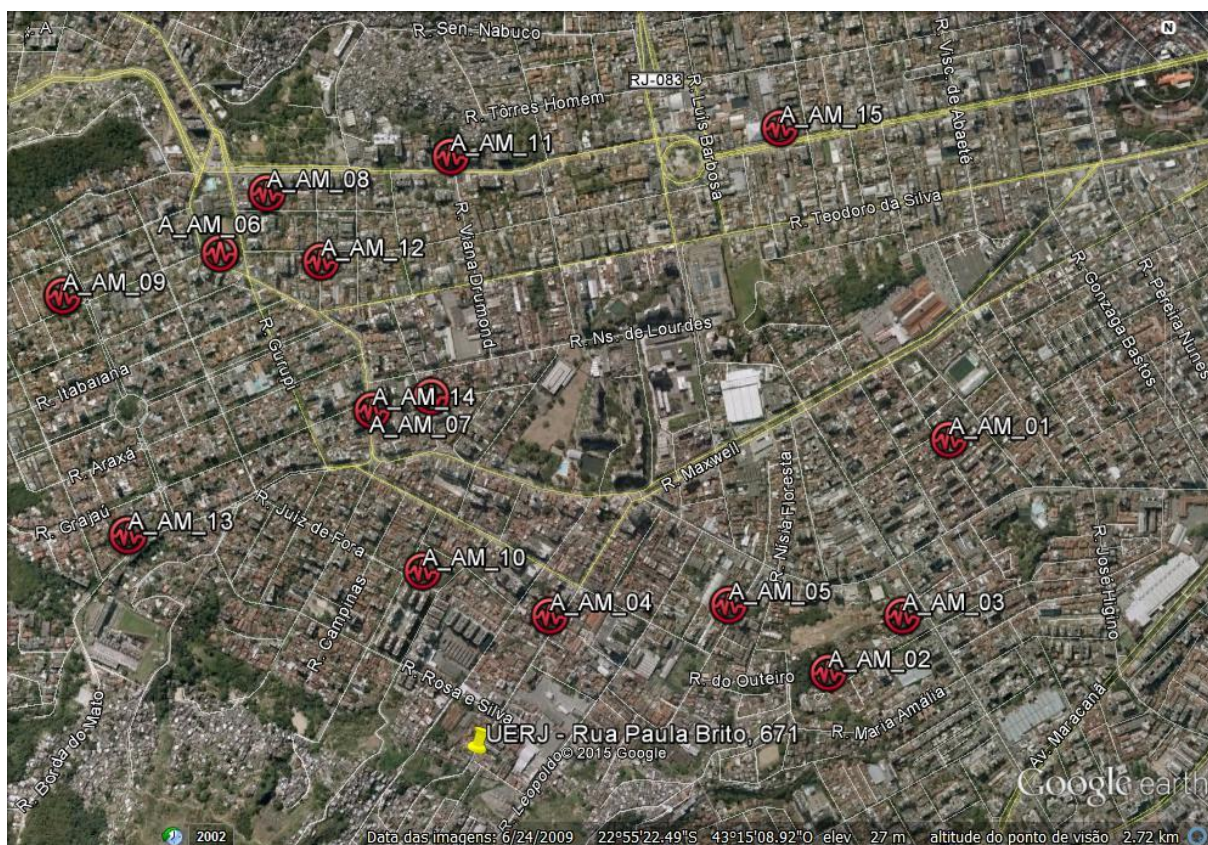 R. A
R. Sen. Nabuco
N
R. Visc. de Abaeté
RJ-083
R. Luís Barbosa
R. Tôrres Homem
A_AM_15
A_AM_11
A_AM_08
A_AM_06
R. Viana Drumond
R. Teodoro da Silva
A_AM_12
A_AM_09
R. Gonzaga Bastos
R. Pereira Nunes
R. Gurupi
R. Ns. de Lourdes
R. Itabaiana
A_AM_14
A_AM_07
A_AM_01
R. Araxá
R. Maxwell
R. Nísia Floresta
R. Juiz de Fora
R. Grajaú
A_AM_13
R. José Higino
A_AM_10
A_AM_04
A_AM_05
A_AM_03
R. Campinas
A_AM_02
R. do Outeiro
R. Rosa e Silva
R. Maria Amália
R. Borda do Mato
Av. Maracanã
UERJ - Rua Paula Brito, 671
© 2015 Google
R. Leopoldo
Google earth
2002
Data das imagens: 6/24/2009 22°55'22.49"S 43°15'08.92"O elev 27 m altitude do ponto de visão 2.72 km